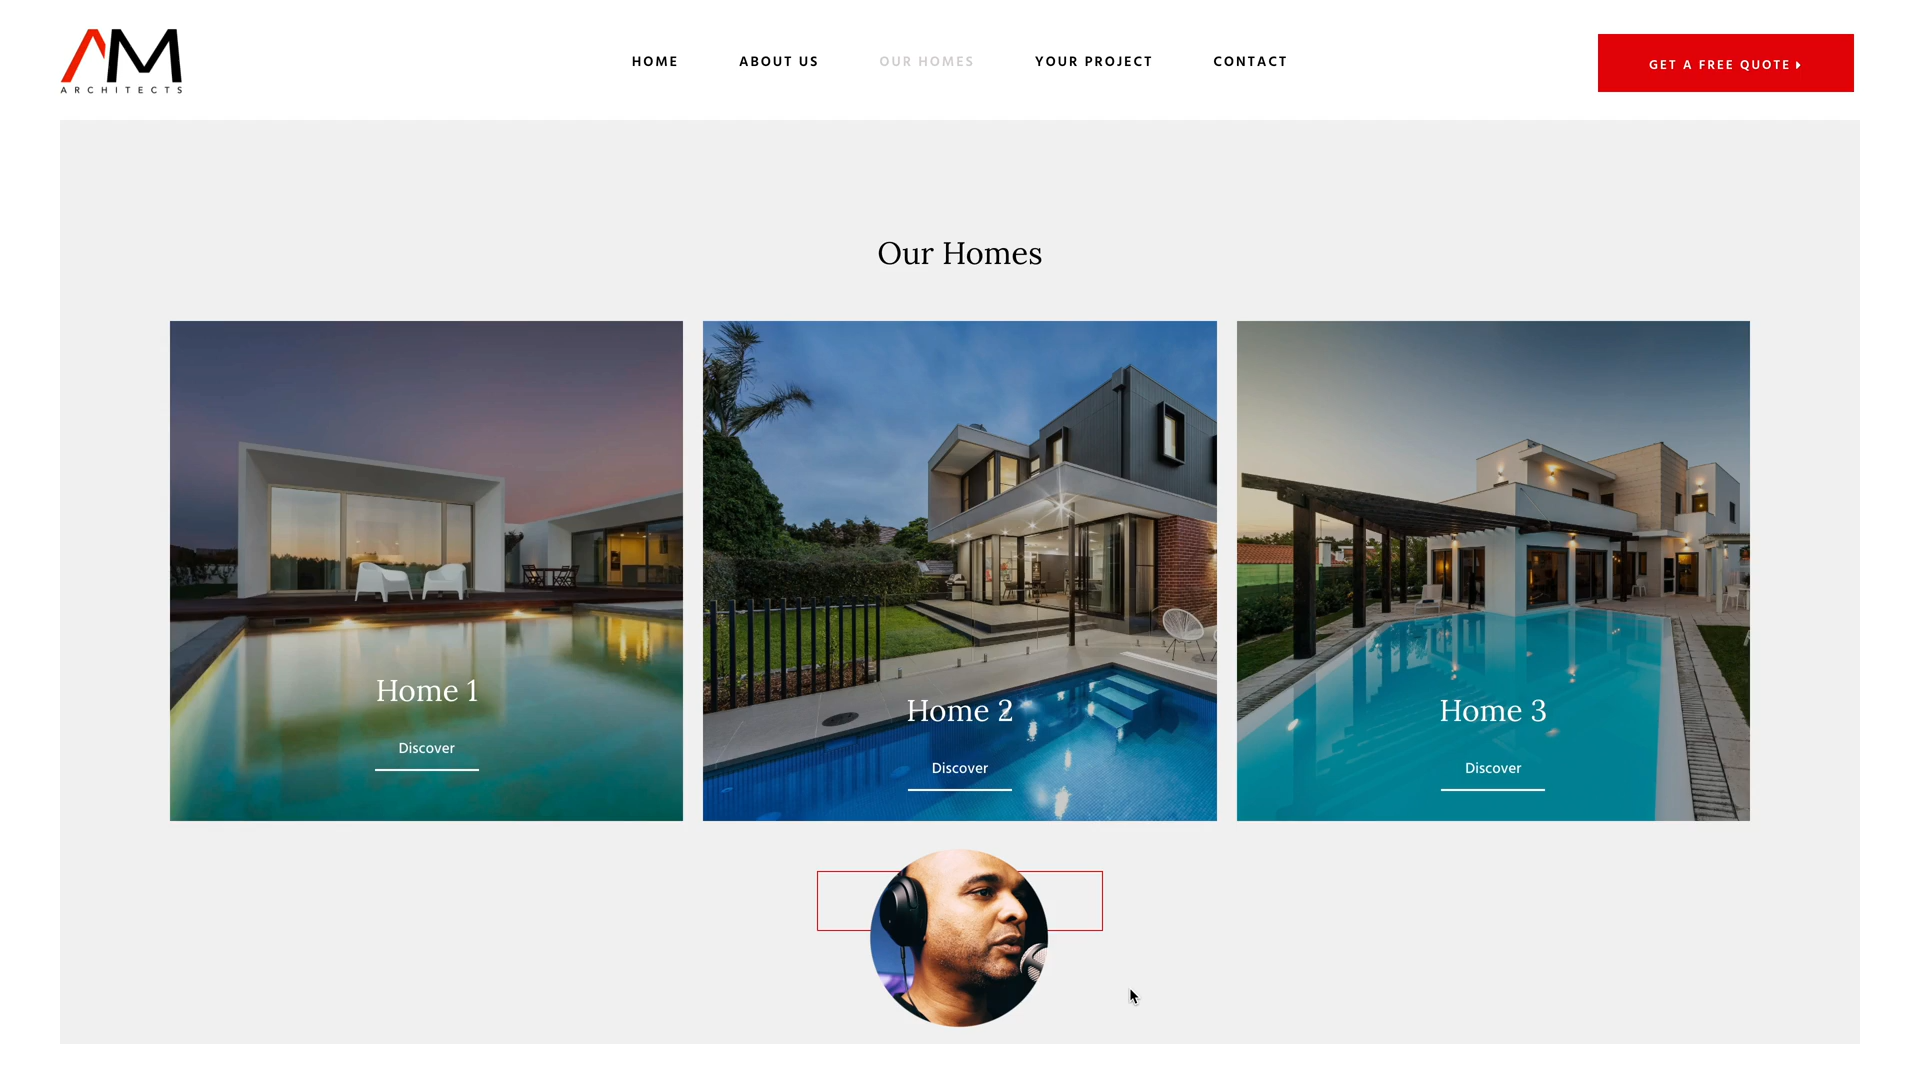 AM
ARCHITECTS
HOME ABOUT US OUR HOMES YOUR PROJECT CONTACT
GET A FREE QUOTE
Our Homes
Home 1
Discover
Home 2
Discover
Home 3
Discover